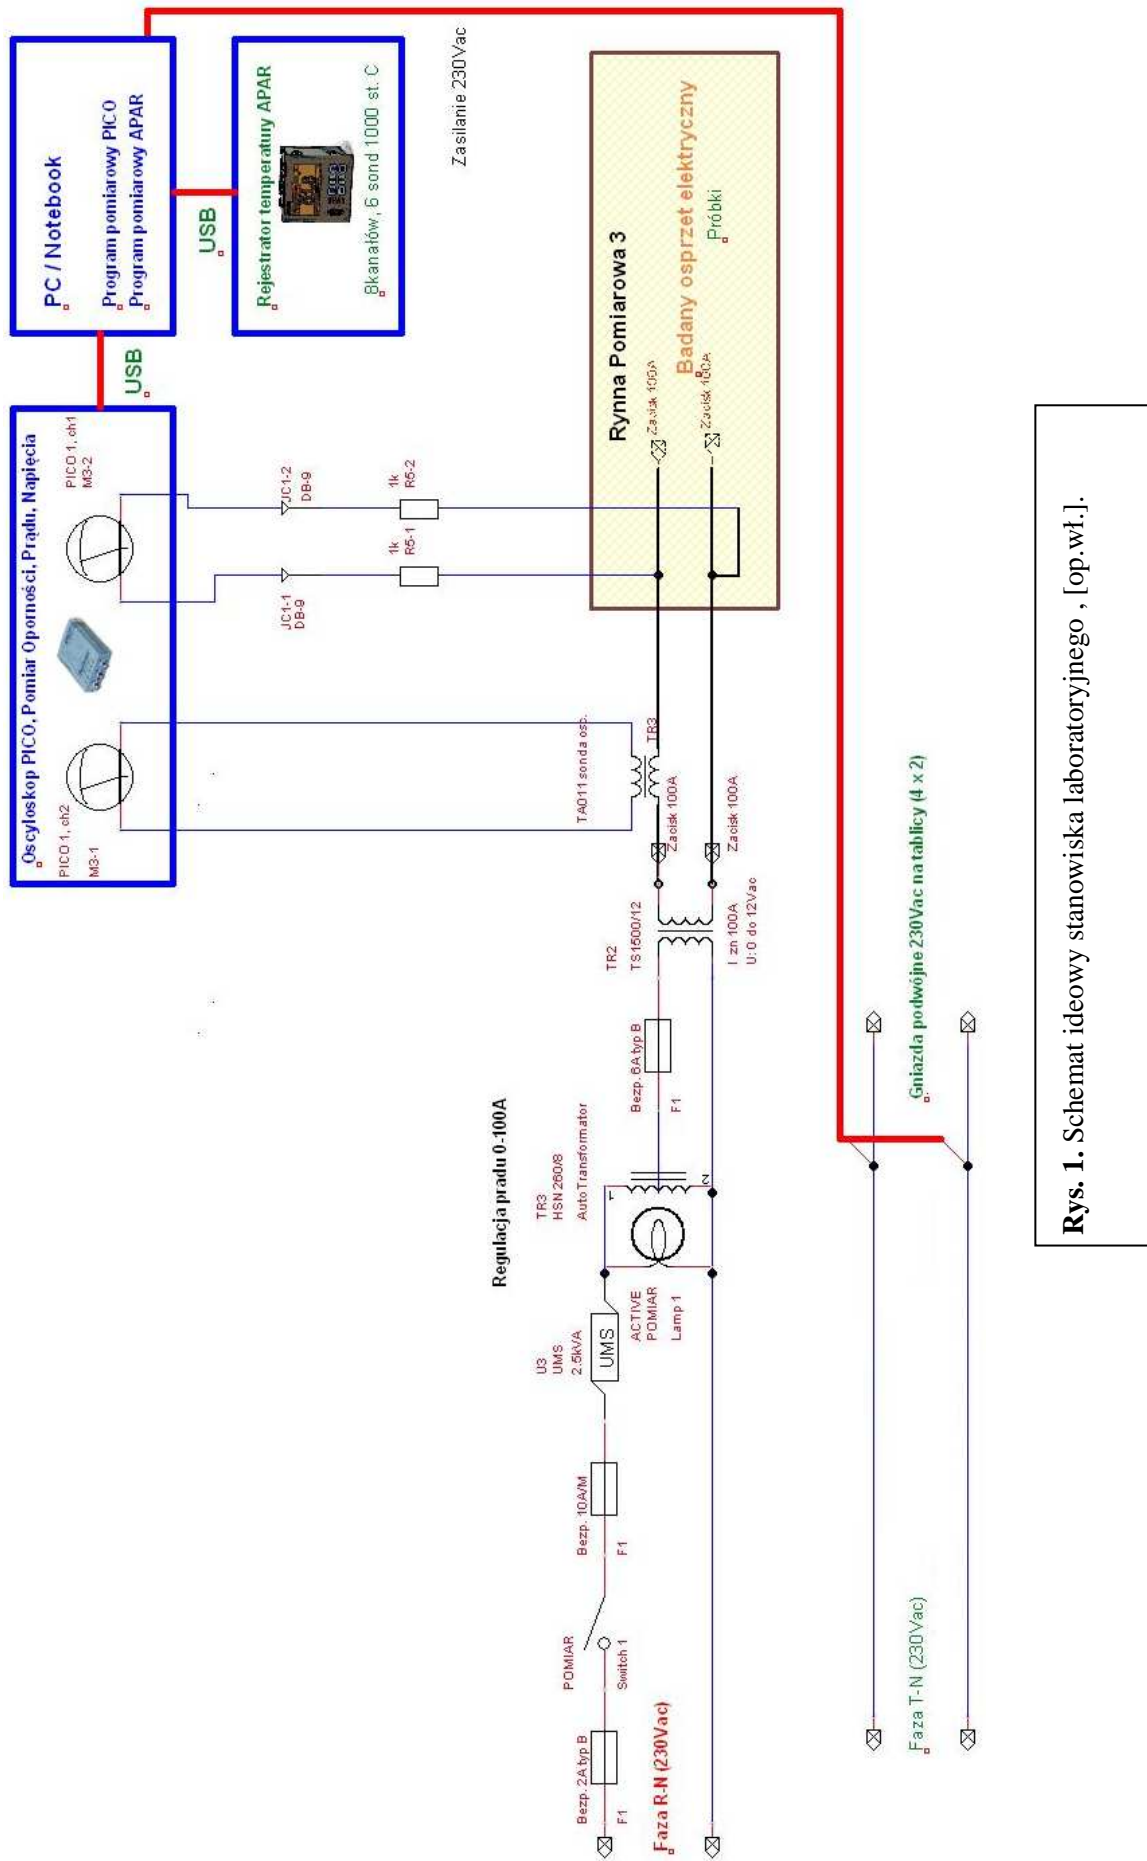 Oscyloskop PICO, Pomiar Oporności, Prądu, Napięcia
PICO 1, ch2
M3-1
PICO 1, ch1
M3-2
USB
PC / Notebook
Program pomiarowy PICO
Program pomiarowy APAR
USB
Rejestrator temperatury APAR
8kanałów, 6 sond 1000 st. C
Zasilanie 230Vac
JC1-1
DB-9
JC1-2
DB-9
1k
R5-1
1k
R5-2
Rynna Pomiarowa 3
Zacisk 100A
Badany osprzet elektryczny
Zacisk 100A
Próbki
TA011 sonda osc.
TR3
Zacisk 100A
Zacisk 100A
TR2
TS1500/12
I zn 100A
U: 0 do 12Vac
Bezp. 6A typ B
F1
Regulacja pradu 0-100A
TR3
HSN 260/8
AutoTransformator
1
2
ACTIVE
POMIAR
Lamp 1
U3
UMS
2.5kVA
UMS
Bezp. 10A/M
F1
POMIAR
Switch 1
Bezp. 2A typ B
F1
Faza R-N (230Vac)
Faza T-N (230Vac)
Gniazda podwójne 230Vac na tablicy (4 x 2)
Rys. 1. Schemat ideowy stanowiska laboratoryjnego , [op.wł.].